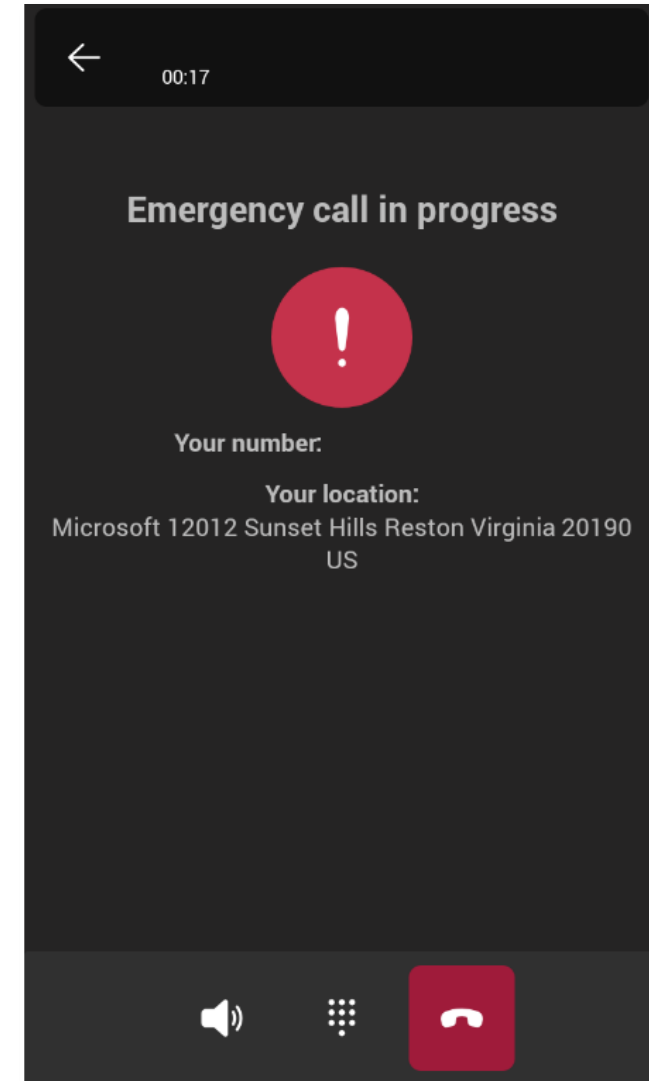 00:17
Emergency call in progress
Your number:
Your location:
Microsoft 12012 Sunset Hills Reston Virginia 20190
US